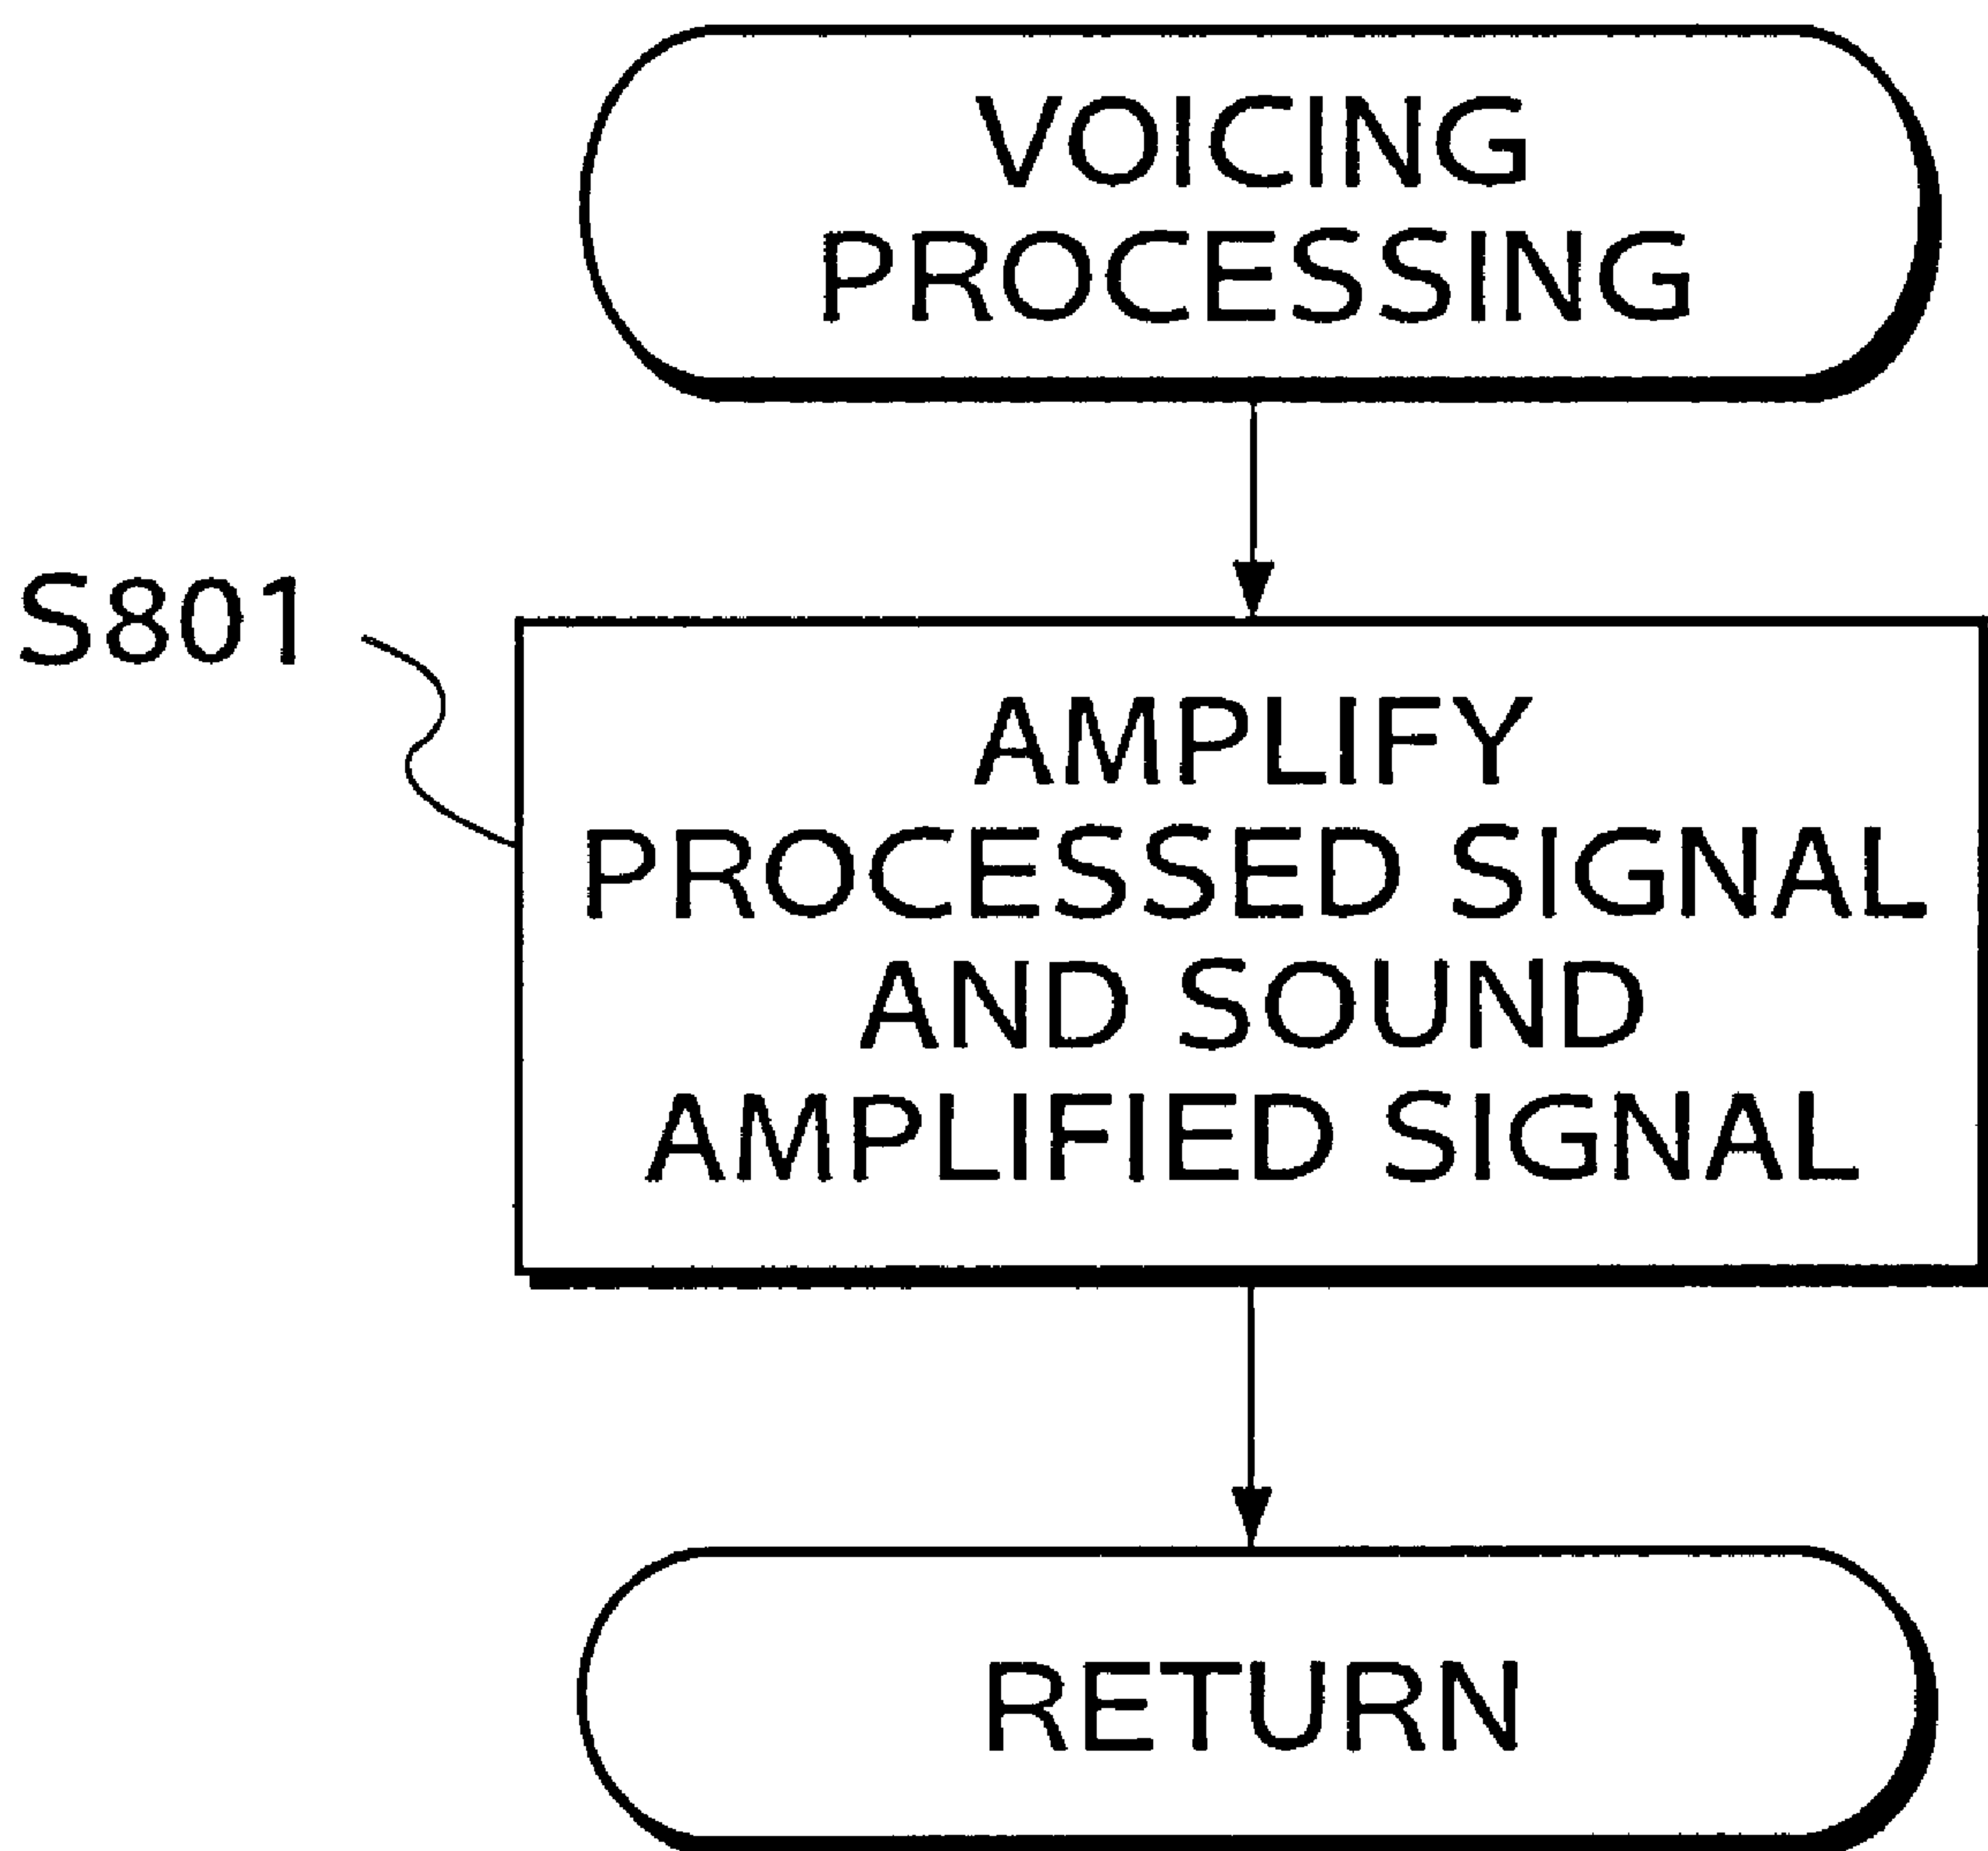 VOICING
PROCESSING
S801
AMPLIFY
PROCESSED SIGNAL
AND SOUND
AMPLIFIED SIGNAL
RETURN